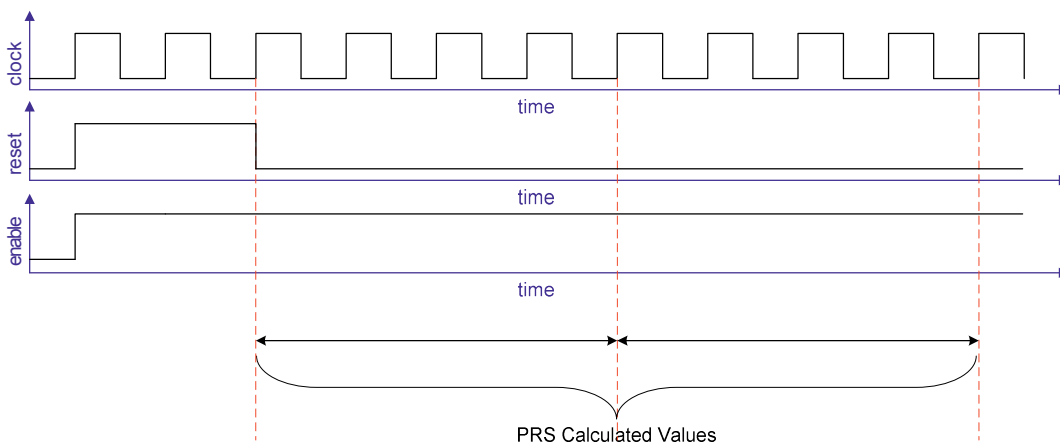 clock
time
reset
time
enable
time
PRS Calculated Values